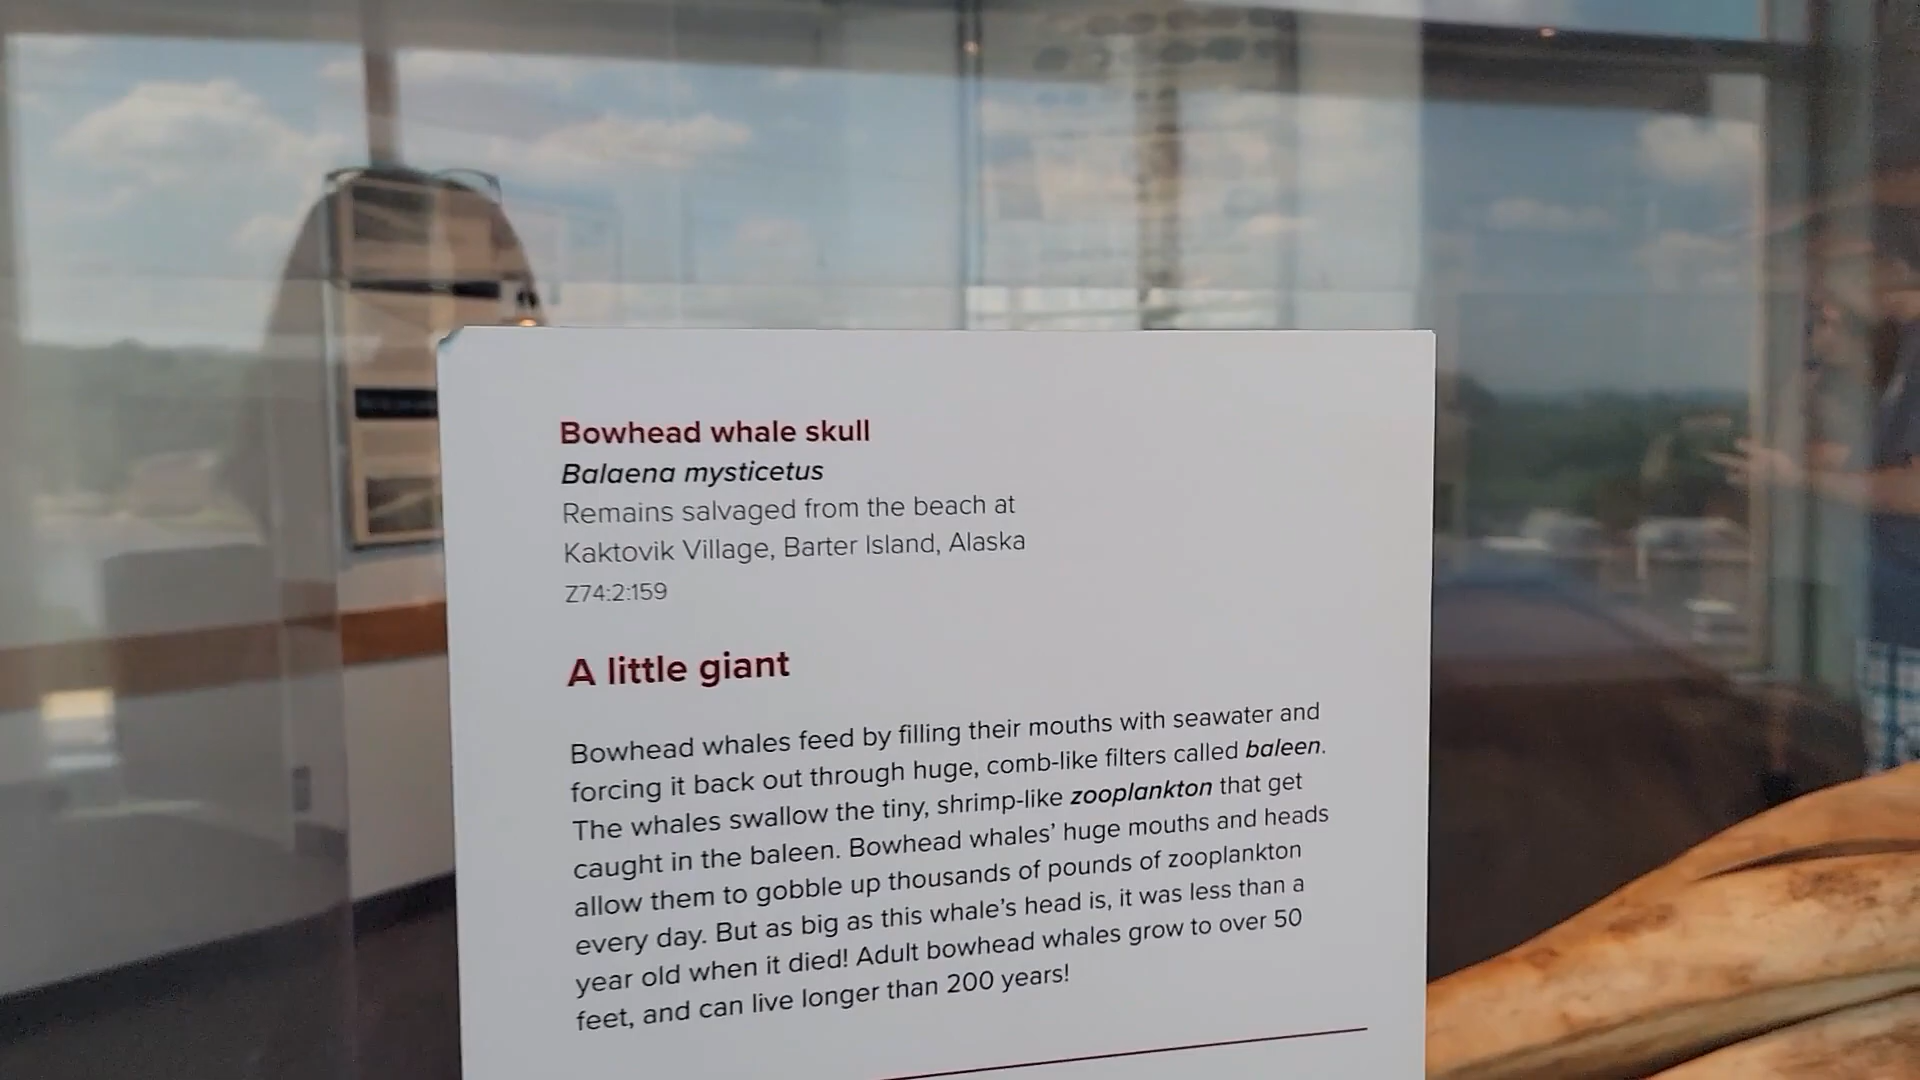 Bowhead whale skull
Balaena mysticetus
Remains salvaged from the beach at
Kaktovik Village, Barter Island, Alaska
Z74:2:159
A little giant
Bowhead whales feed by filling their mouths with seawater and
forcing it back out through huge, comb-like filters called baleen.
The whales swallow the tiny, shrimp-like zooplankton that get
caught in the baleen. Bowhead whales’ huge mouths and heads
allow them to gobble up thousands of pounds of zooplankton
every day. But as big as this whale’s head is, it was less than a
year old when it died! Adult bowhead whales grow to over 50
feet, and can live longer than 200 years!